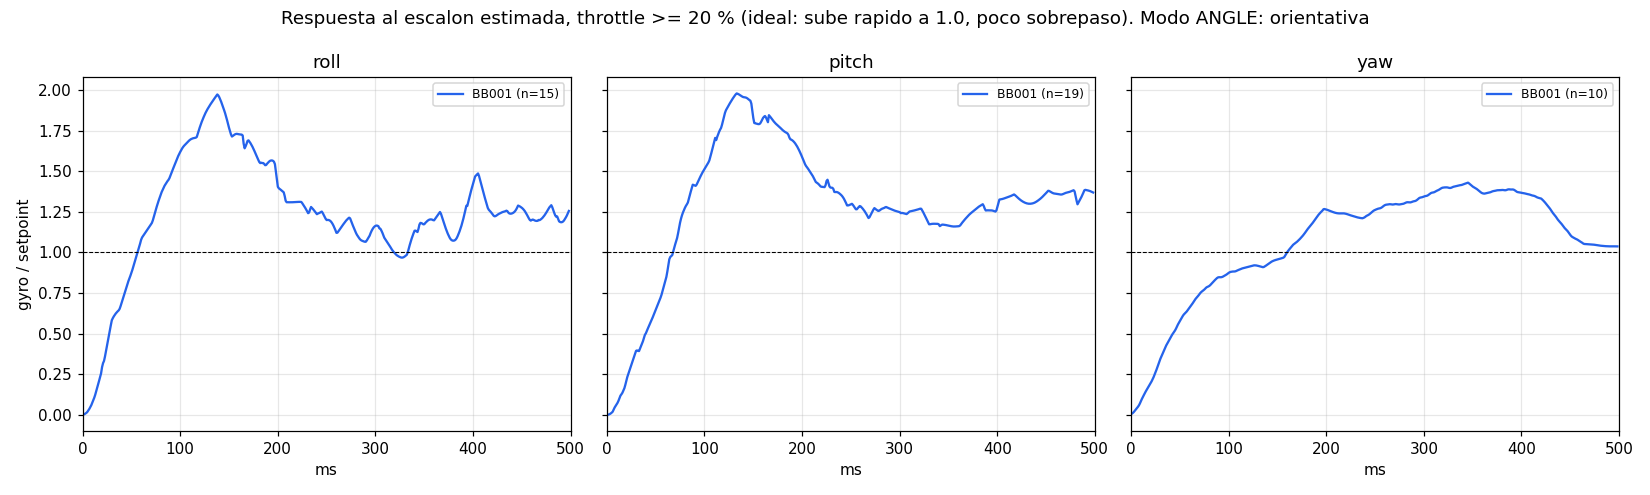 Respuesta al escalon estimada, throttle >= 20 % (ideal: sube rapido a 1.0, poco sobrepaso). Modo ANGLE: orientativa
roll
pitch
yaw
BB001 (n=15)
BB001 (n=19)
BB001 (n=10)
gyro / setpoint
2.00
1.75
1.50
1.25
1.00
0.75
0.50
0.25
0.00
0 100 200 300 400 500
0 100 200 300 400 500
0 100 200 300 400 500
ms
ms
ms